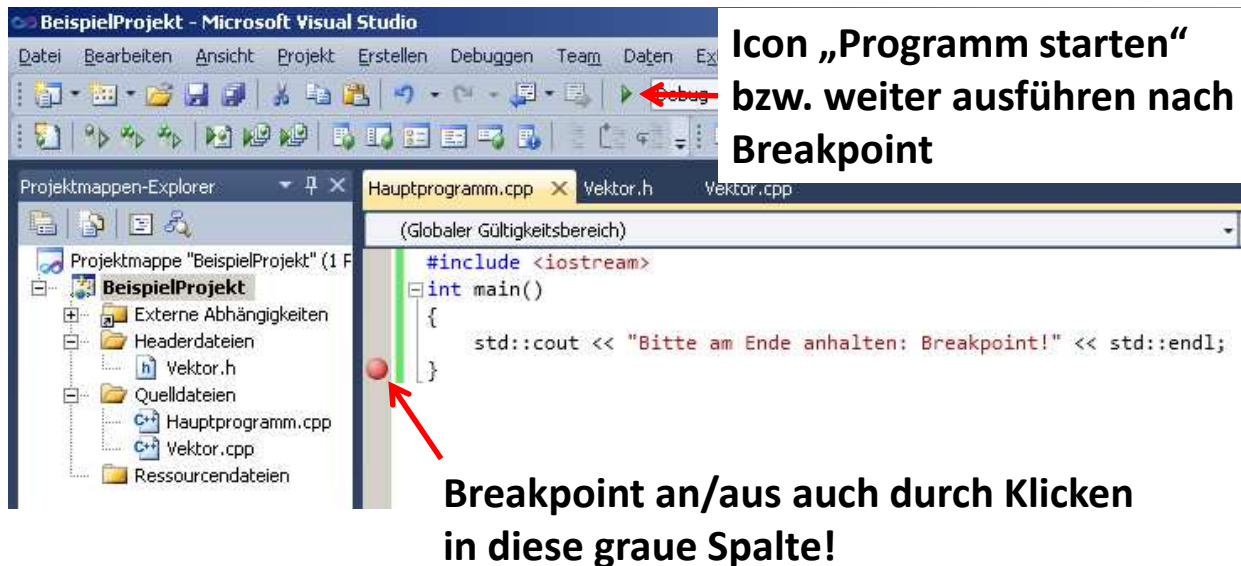 BeispielProjekt - Microsoft Visual Studio
Datei Bearbeiten Ansicht Projekt Erstellen Debuggen Team Daten
Icon „Programm starten“
bzw. weiter ausführen nach
Breakpoint
Projektmappen-Explorer
Hauptprogramm.cpp Vektor.h Vektor.cpp
(Globaler Gültigkeitsbereich)
Projektmappe "BeispielProjekt" (1 F
BeispielProjekt
Externe Abhängigkeiten
Headerdateien
Vektor.h
Quelldateien
Hauptprogramm.cpp
Vektor.cpp
Ressourcendateien
#include <iostream>
int main()
{
std::cout << "Bitte am Ende anhalten: Breakpoint!" << std::endl;
}
Breakpoint an/aus auch durch Klicken
in diese graue Spalte!